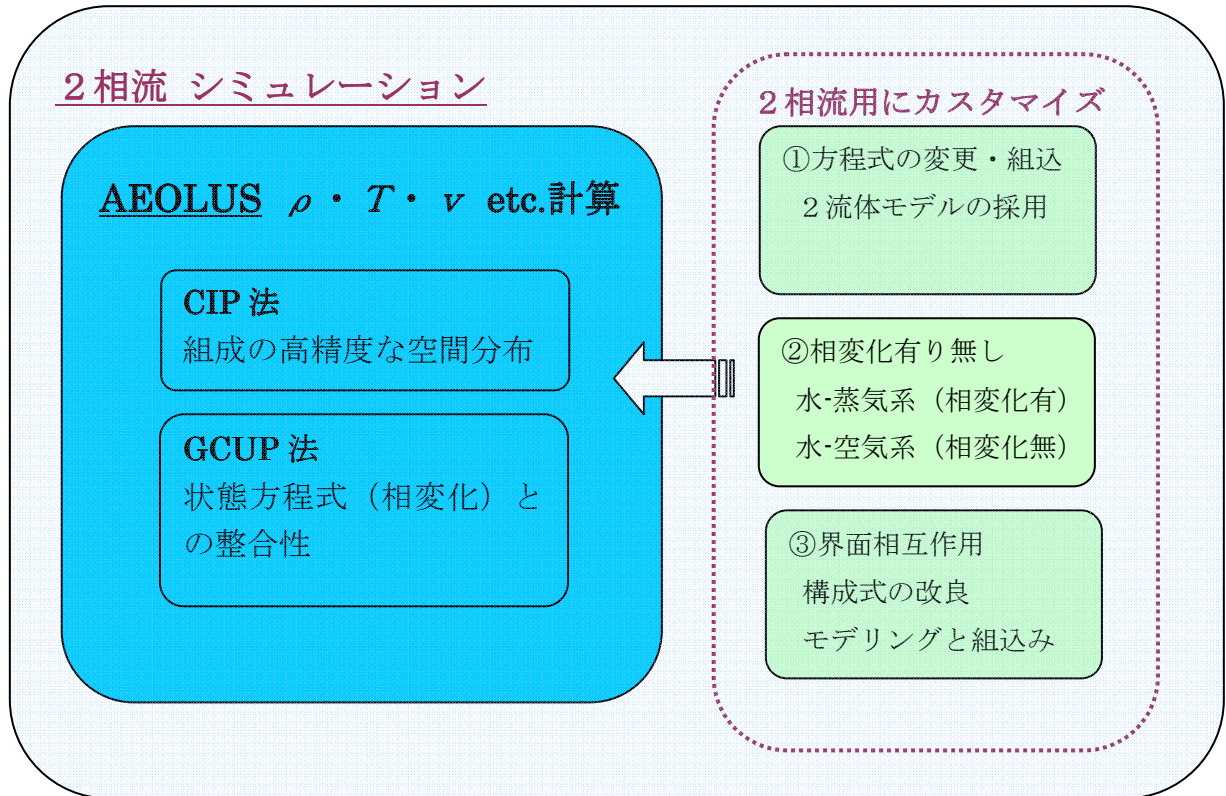 ２相流 シミュレーション
AEOLUS ρ・T・v etc.計算
CIP 法
組成の高精度な空間分布
GCUP 法
状態方程式（相変化）と
の整合性
２相流用にカスタマイズ
①方程式の変更・組込
２流体モデルの採用
②相変化有り無し
水-蒸気系（相変化有）
水-空気系（相変化無）
③界面相互作用
構成式の改良
モデリングと組込み